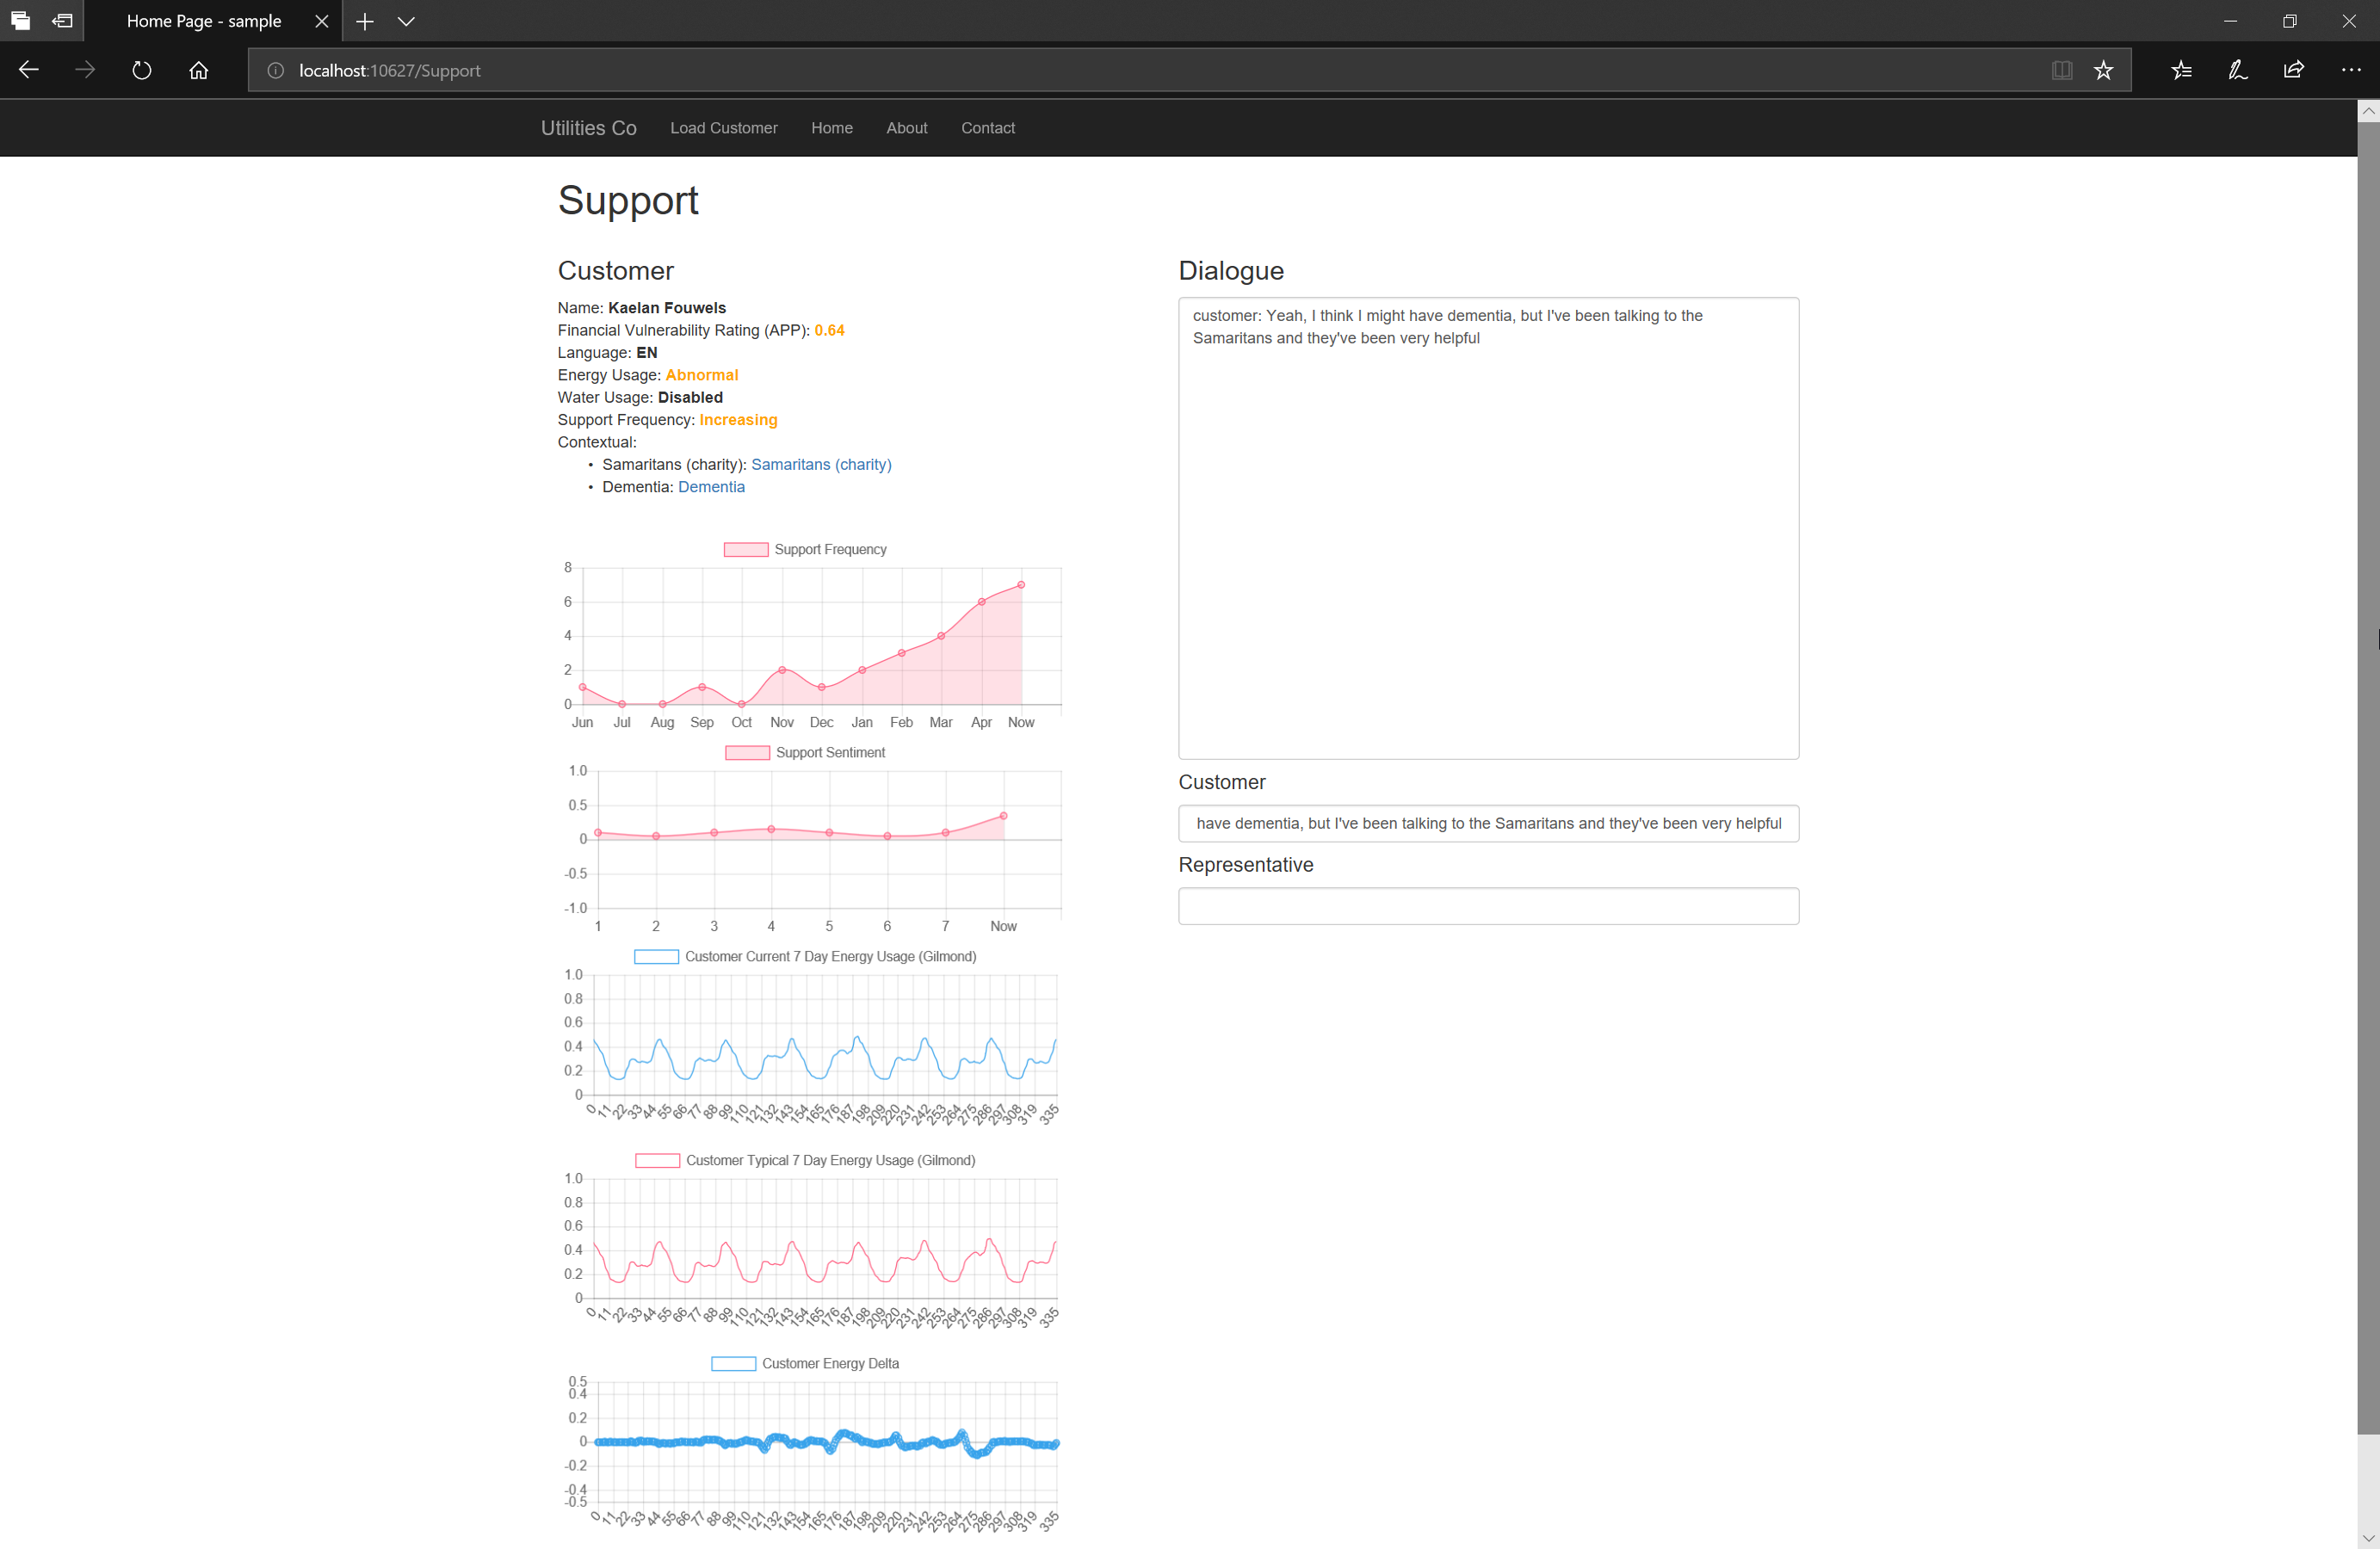 Home Page - sample
localhost:10627/Support
Utilities Co Load Customer Home About Contact
Support
Customer
Name: Kaelan Fouwels
Financial Vulnerability Rating (APP): 0.64
Language: EN
Energy Usage: Abnormal
Water Usage: Disabled
Support Frequency: Increasing
Contextual:
• Samaritans (charity): Samaritans (charity)
• Dementia: Dementia
Support Frequency
8
6
4
2
0
Jun Jul Aug Sep Oct Nov Dec Jan Feb Mar Apr Now
Support Sentiment
1.0
0.5
0
-0.5
-1.0
1 2 3 4 5 6 7 Now
Customer Current 7 Day Energy Usage (Gilmond)
1.0
0.8
0.6
0.4
0.2
0
0 11 22 33 44 55 66 77 88 99 110 121 132 143 154 165 176 187 198 209 220 231 242 253 264 275 286 297 308 319 335
Customer Typical 7 Day Energy Usage (Gilmond)
1.0
0.8
0.6
0.4
0.2
0
0 11 22 33 44 55 66 77 88 99 110 121 132 143 154 165 176 187 198 209 220 231 242 253 264 275 286 297 308 319 335
Customer Energy Delta
0.5
0.4
0.2
0
-0.2
-0.4
-0.5
0 11 22 33 44 55 66 77 88 99 110 121 132 143 154 165 176 187 198 209 220 231 242 253 264 275 286 297 308 319 335
Dialogue
customer: Yeah, I think I might have dementia, but I've been talking to the
Samaritans and they've been very helpful
Customer
have dementia, but I've been talking to the Samaritans and they've been very helpful
Representative